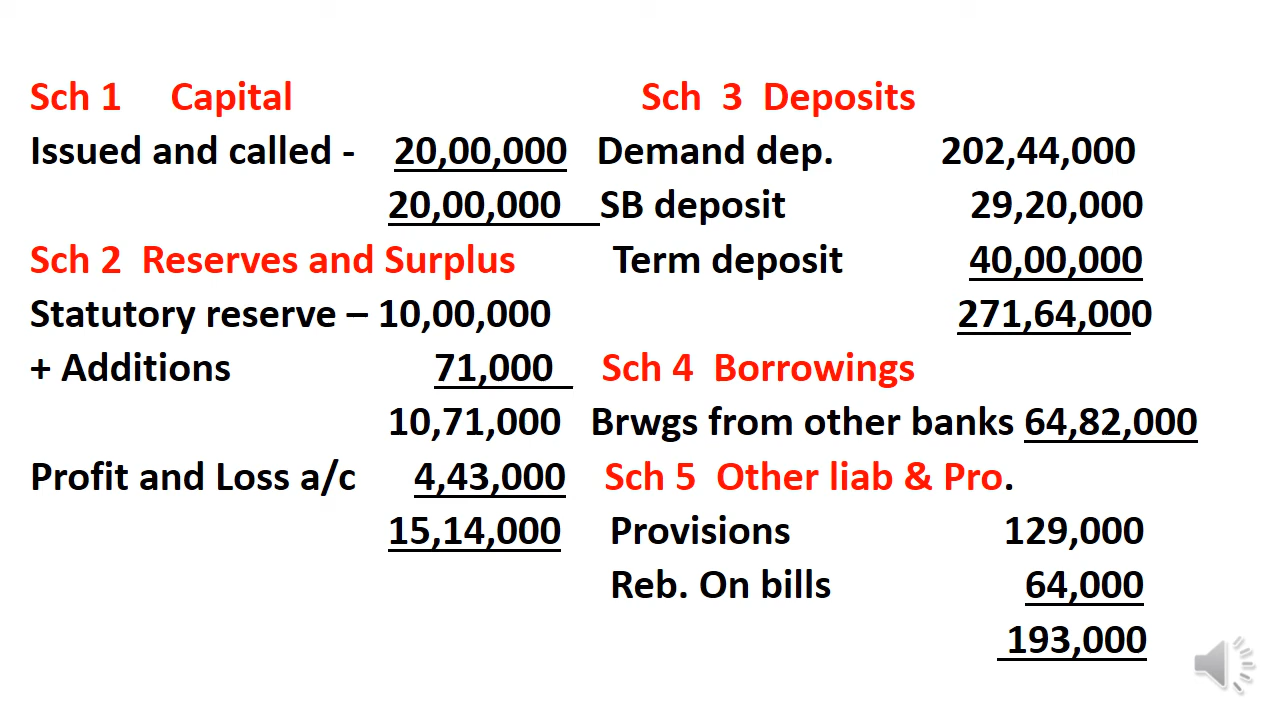 Sch 1 Capital
Issued and called - 20,00,000
20,00,000
Sch 2 Reserves and Surplus
Statutory reserve – 10,00,000
+ Additions 71,000
10,71,000
Profit and Loss a/c 4,43,000
15,14,000
Sch 3 Deposits
Demand dep. 202,44,000
SB deposit 29,20,000
Term deposit 40,00,000
271,64,000
Sch 4 Borrowings
Brwgs from other banks 64,82,000
Sch 5 Other liab & Pro.
Provisions 129,000
Reb. On bills 64,000
193,000